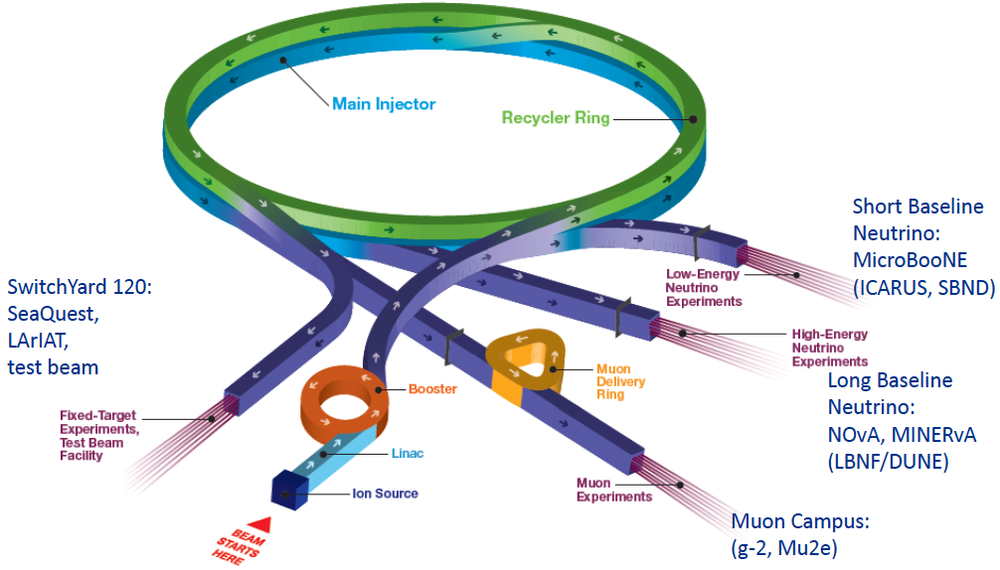 Main Injector
Recycler Ring
Short Baseline
Neutrino:
MicroBooNE
(ICARUS, SBND)
Low-Energy
Neutrino
Experiments
SwitchYard 120:
SeaQuest,
LArIAT,
test beam
High-Energy
Neutrino
Experiments
Muon
Delivery
Ring
Long Baseline
Neutrino:
NOvA, MINERvA
(LBNF/DUNE)
Booster
Fixed-Target
Experiments,
Test Beam
Facility
Linac
Ion Source
Muon
Experiments
Muon Campus:
(g-2, Mu2e)
BEAM
STARTS
HERE